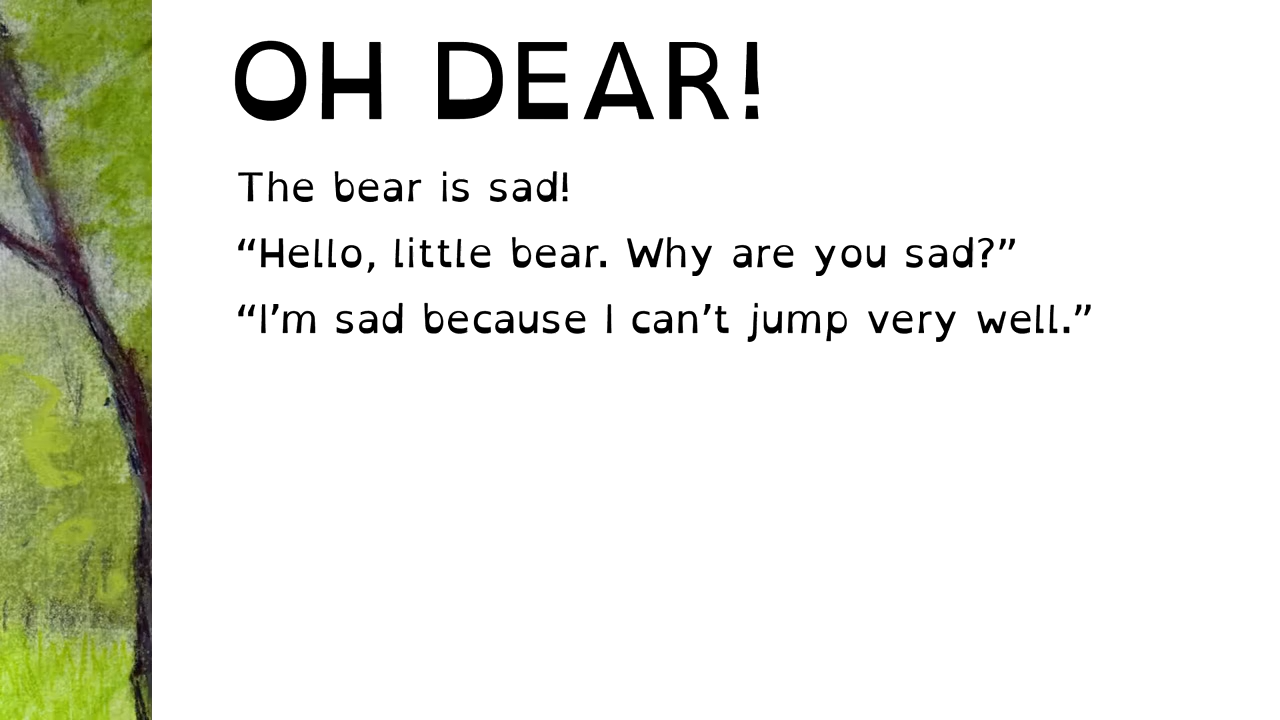 OH DEAR!
The bear is sad!
“Hello, little bear. Why are you sad?”
“I’m sad because I can’t jump very well.”